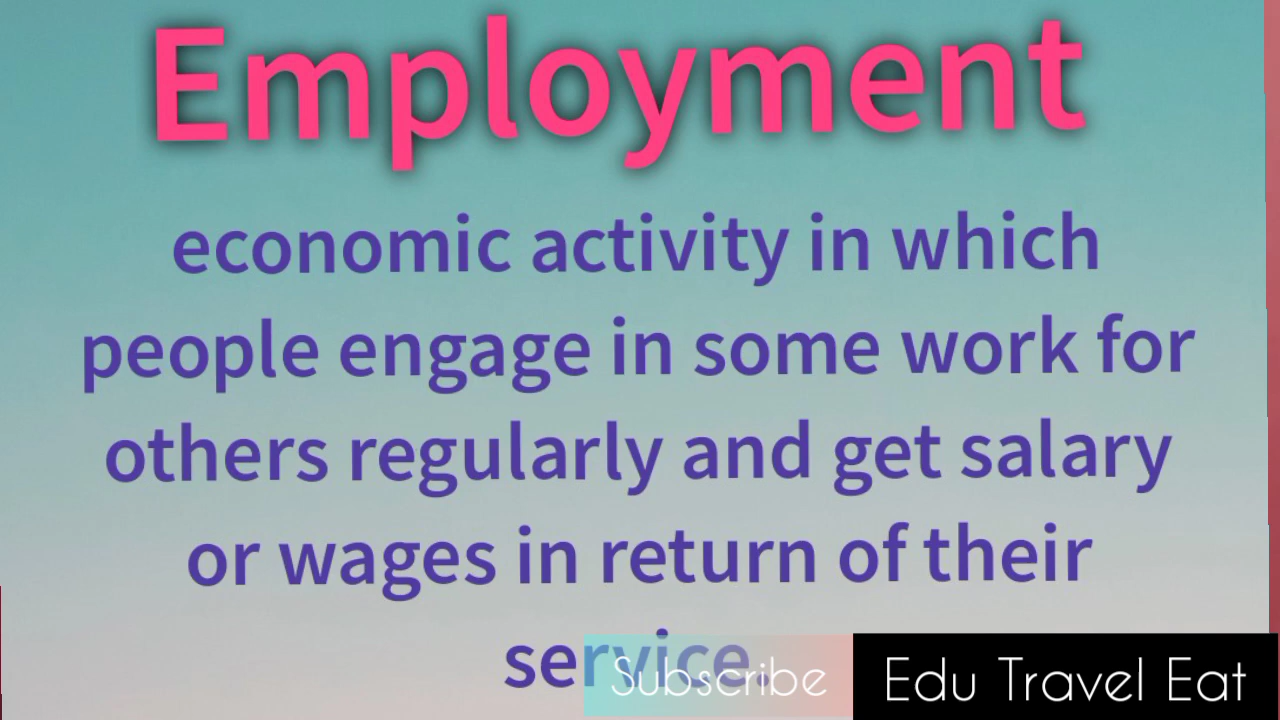 Employment
economic activity in which
people engage in some work for
others regularly and get salary
or wages in return of their
service.
Subscribe
Edu Travel Eat